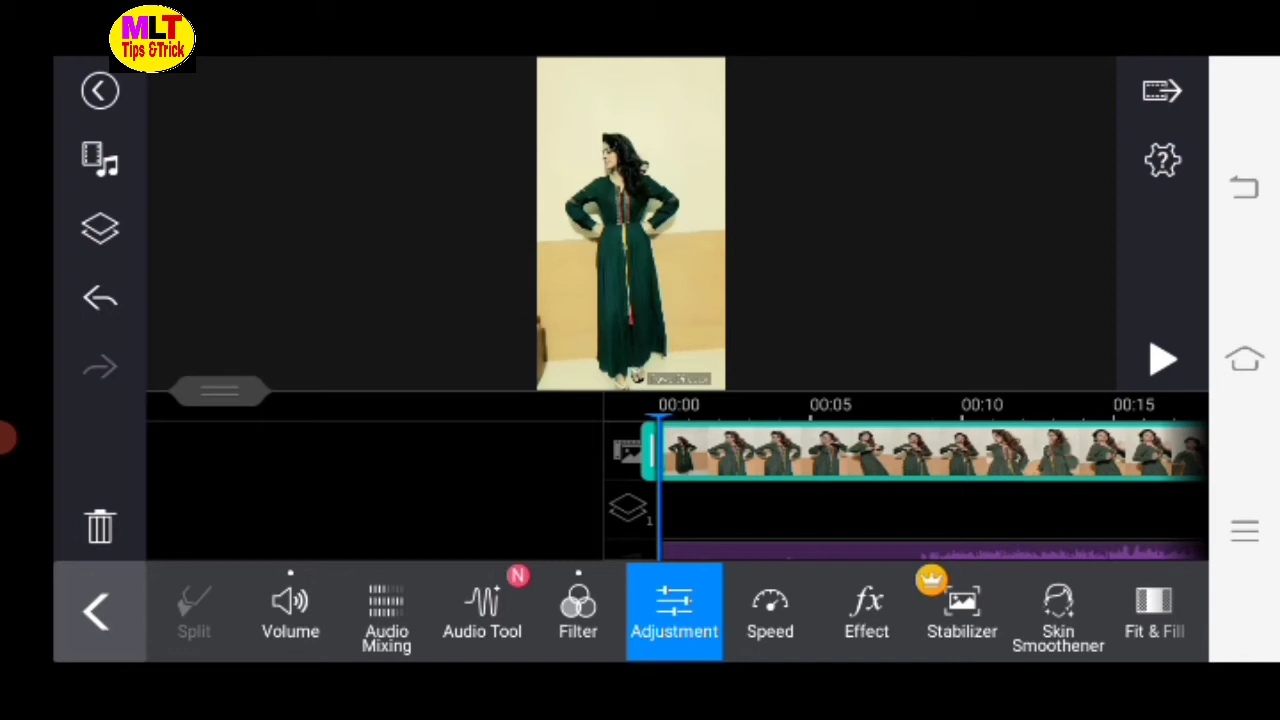 MLT
Tips &Trick
00:00
00:05
00:10
00:15
1
N
Split
Volume
Audio
Mixing
Audio Tool
Filter
Adjustment
Speed
Effect
Stabilizer
Skin
Smoothener
Fit & Fill